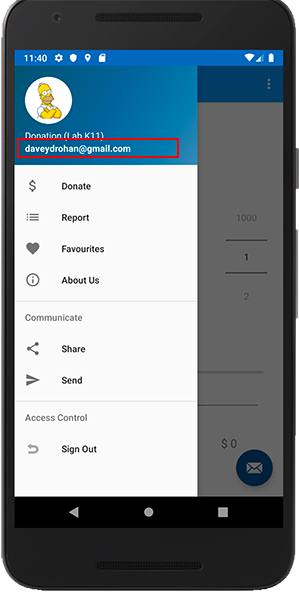 11:40
Donation (Lab K11)
daveydrohan@gmail.com
Donate
Report
Favourites
About Us
Communicate
Share
Send
Access Control
Sign Out
1000
1
2
$ 0